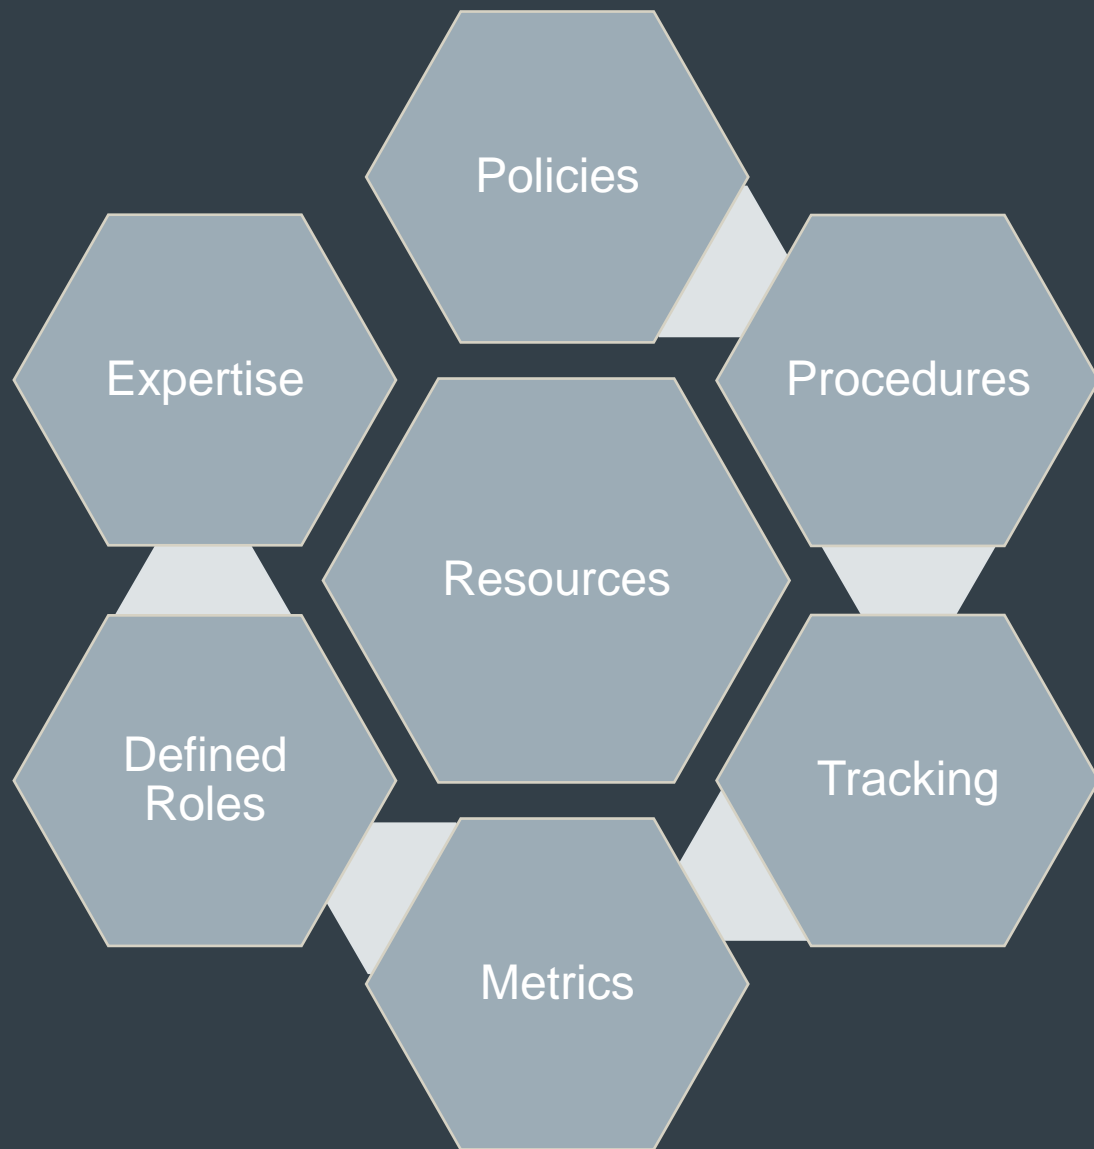 Policies
Expertise
Procedures
Resources
Defined
Roles
Tracking
Metrics